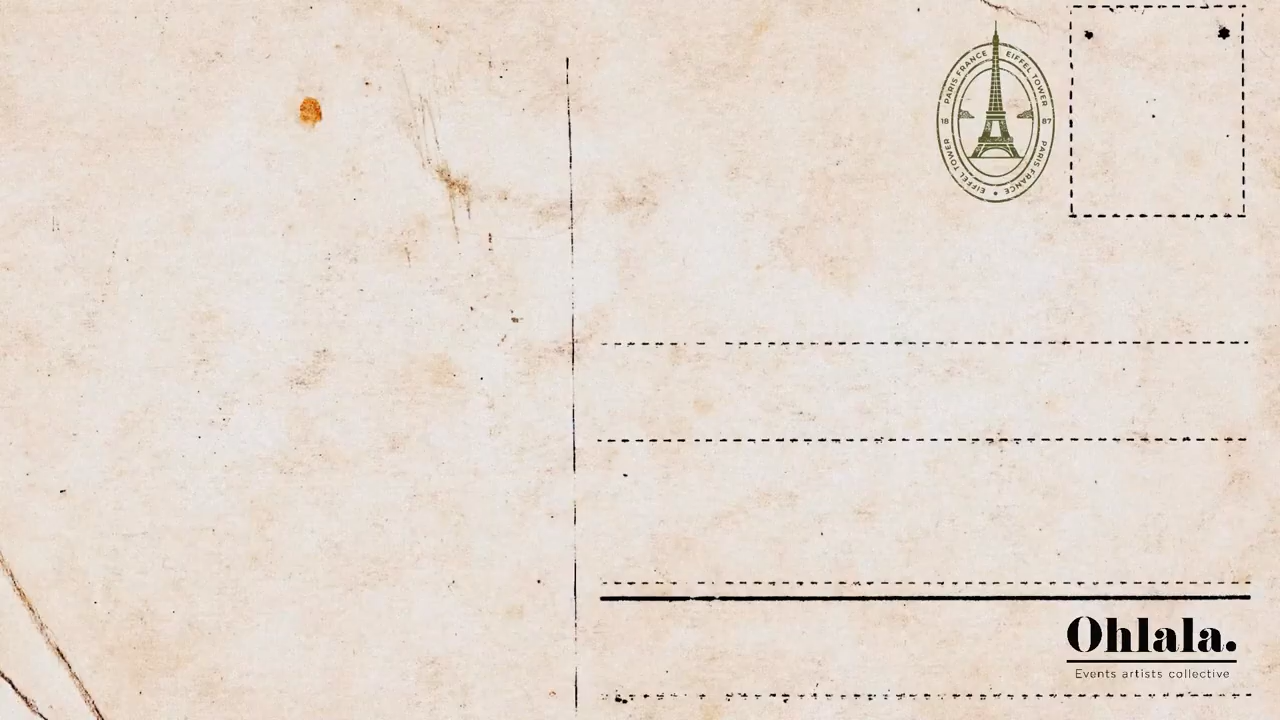 PARIS FRANCE
EIFFEL TOWER
18
87
EIFFEL TOWER
PARIS FRANCE
Ohlala.
Events artists collective